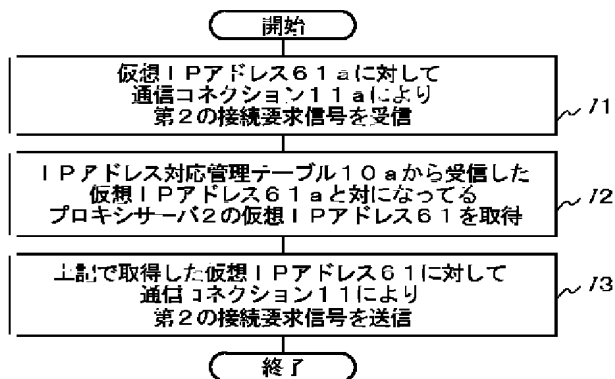 開始
仮想IPアドレス61aに対して
通信コネクション11aにより
第2の接続要求信号を受信
71
IPアドレス対応管理テーブル10aから受信した
仮想IPアドレス61aと対になってる
プロキシサーバ2の仮想IPアドレス61を取得
72
上記で取得した仮想IPアドレス61に対して
通信コネクション11により
第2の接続要求信号を送信
73
終了